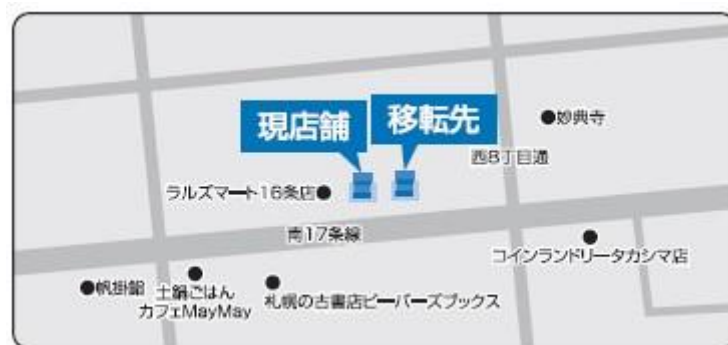 現店舗
移転先
妙典寺
西8丁目通
ラルズマート16条店
南17条線
コインランドリータカシマ店
帆掛船
土鍋ごはん
カフェMayMay
札幌の古書店ビーバーズブックス